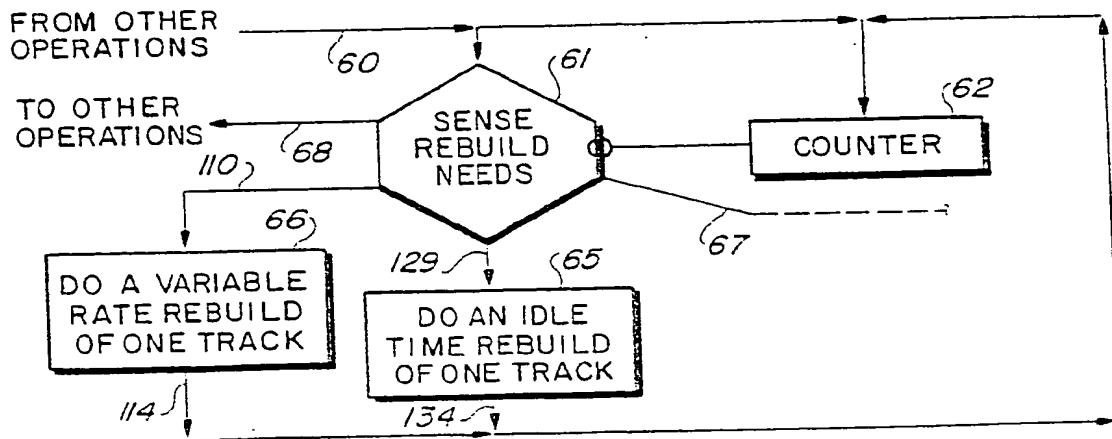 FROM OTHER
OPERATIONS
60
61
62
TO OTHER
OPERATIONS
68
SENSE
REBUILD
NEEDS
COUNTER
110
67
66
129
65
DO A VARIABLE
RATE REBUILD
OF ONE TRACK
DO AN IDLE
TIME REBUILD
OF ONE TRACK
114
134